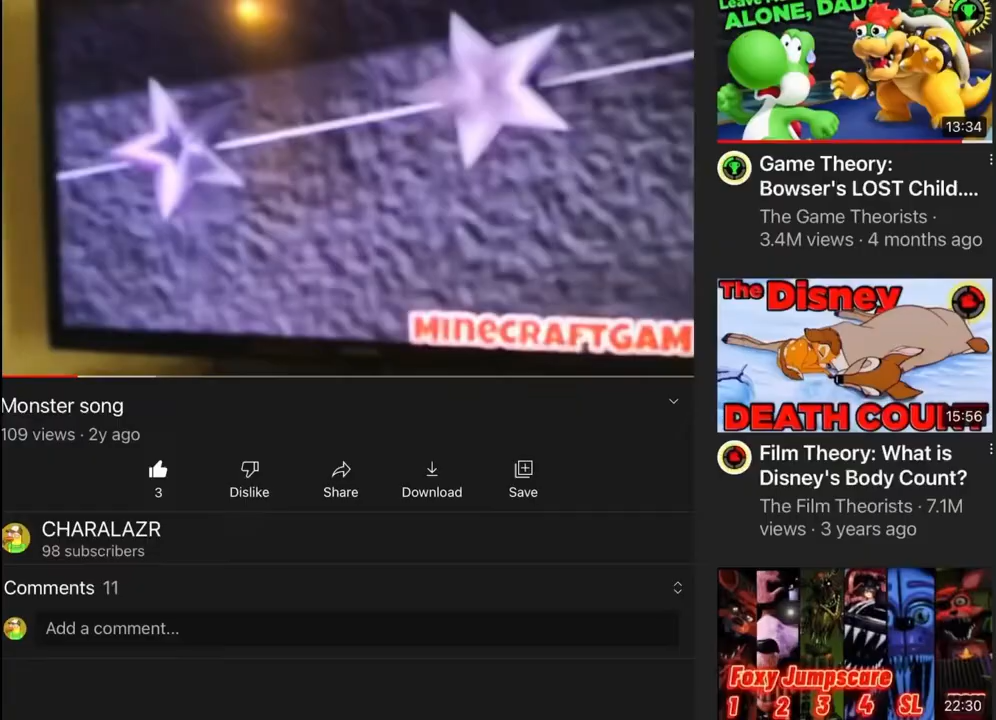 MINECRAFTGAM
Monster song
109 views · 2y ago
3
Dislike
Share
Download
Save
CHARALAZR
98 subscribers
Comments 11
Add a comment...
ALONE, DAD!
13:34
Game Theory:
Bowser's LOST Child....
The Game Theorists ·
3.4M views · 4 months ago
The Disney
DEATH COUNT
15:56
Film Theory: What is
Disney's Body Count?
The Film Theorists · 7.1M
views · 3 years ago
Foxy Jumpscare
1 2 3 4 SL
22:30